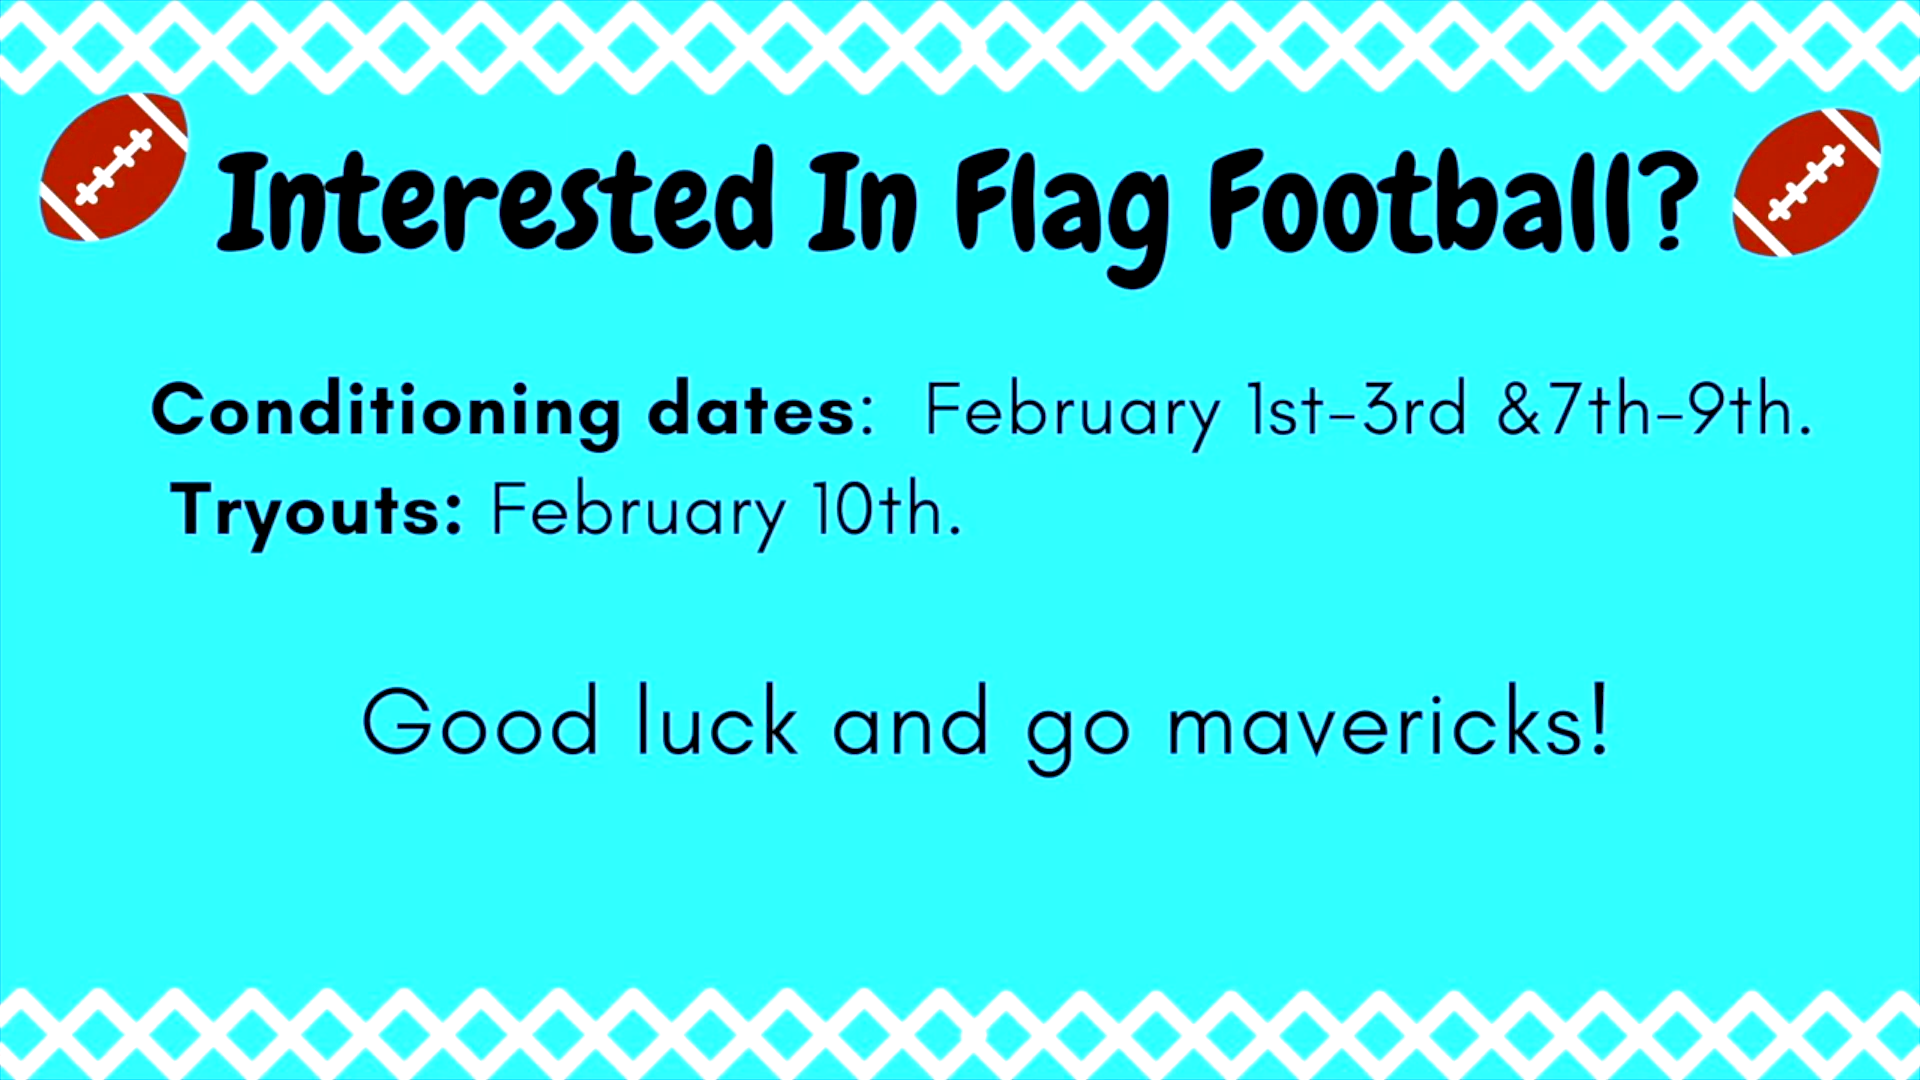 Interested In Flag Football?
Conditioning dates:  February 1st-3rd &7th-9th.
Tryouts: February 10th.
Good luck and go mavericks!